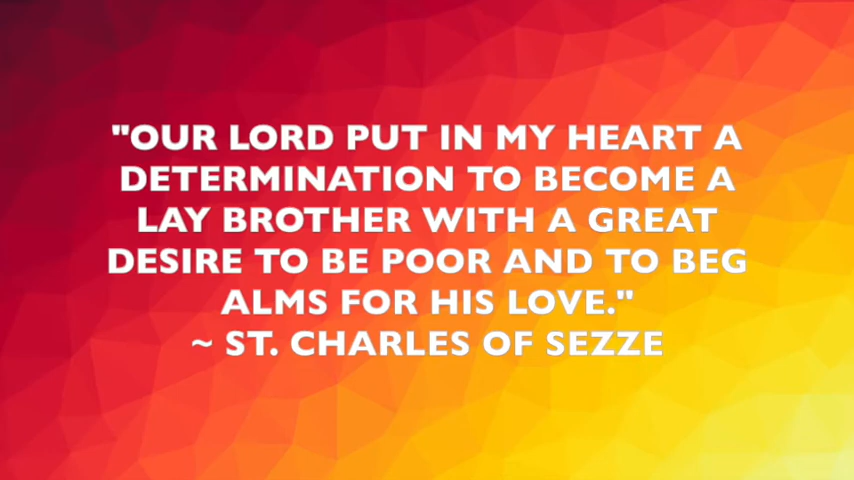 "OUR LORD PUT IN MY HEART A
DETERMINATION TO BECOME A
LAY BROTHER WITH A GREAT
DESIRE TO BE POOR AND TO BEG
ALMS FOR HIS LOVE."
~ ST. CHARLES OF SEZZE